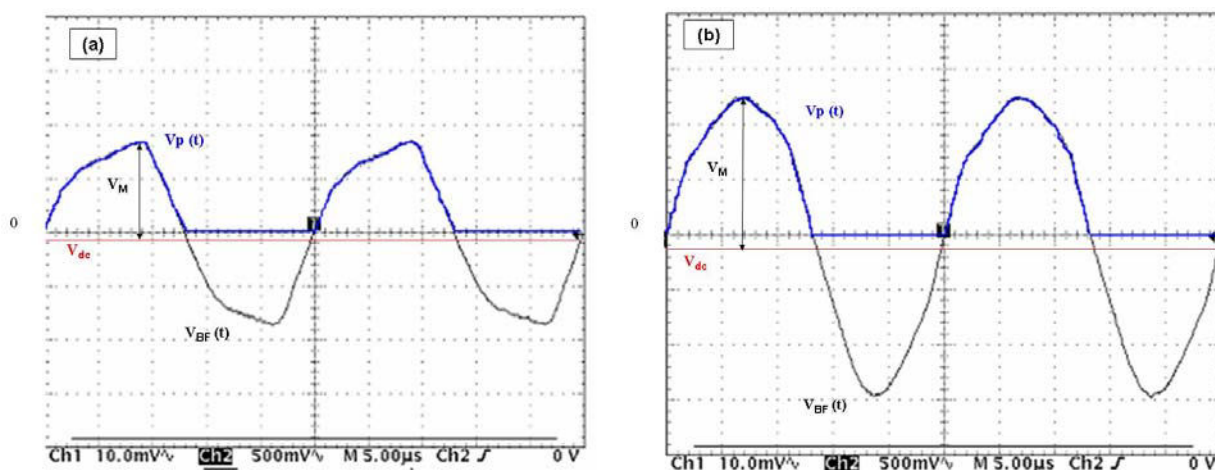 (a)
Vp (t)
VM
0
Vdc
VBF (t)
Ch1 10.0mV∿ Ch2 500mV∿ M 5.00µs Ch2 ∫ 0 V
(b)
Vp (t)
VM
0
Vdc
VBF(t)
Ch1 10.0mV∿ Ch2 500mV∿ M 5.00µs Ch2 ∫ 0 V